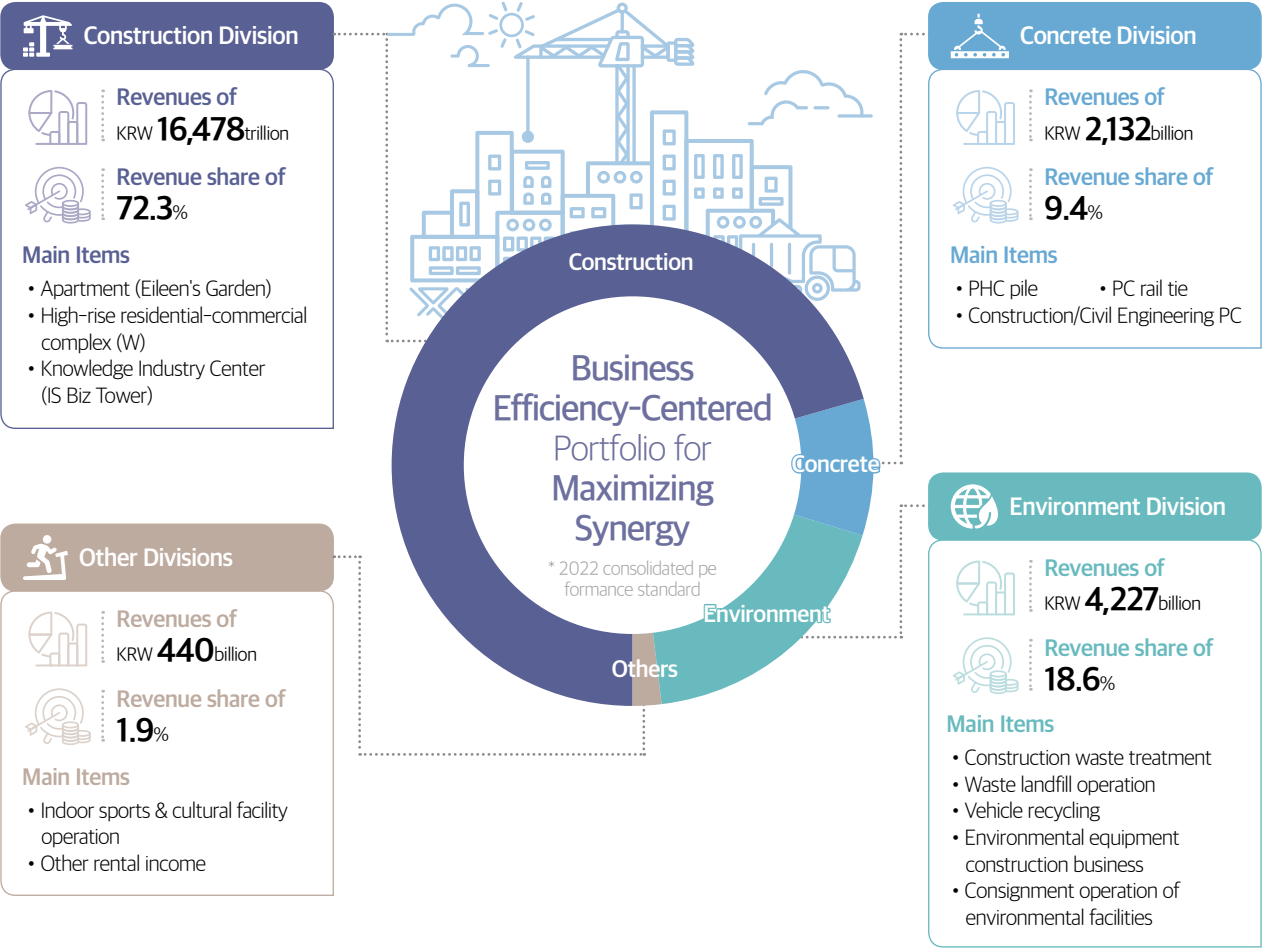 Construction Division
Revenues of
KRW 16,478trillion
Revenue share of
72.3%
Main Items
• Apartment (Eileen's Garden)
• High-rise residential-commercial
complex (W)
• Knowledge Industry Center
(IS Biz Tower)
Concrete Division
Revenues of
KRW 2,132billion
Revenue share of
9.4%
Main Items
• PHC pile • PC rail tie
• Construction/Civil Engineering PC
Construction
Concrete
Environment
Others
Business
Efficiency-Centered
Portfolio for
Maximizing
Synergy
* 2022 consolidated pe
formance standard
Other Divisions
Revenues of
KRW 440billion
Revenue share of
1.9%
Main Items
• Indoor sports & cultural facility
operation
• Other rental income
Environment Division
Revenues of
KRW 4,227billion
Revenue share of
18.6%
Main Items
• Construction waste treatment
• Waste landfill operation
• Vehicle recycling
• Environmental equipment
construction business
• Consignment operation of
environmental facilities